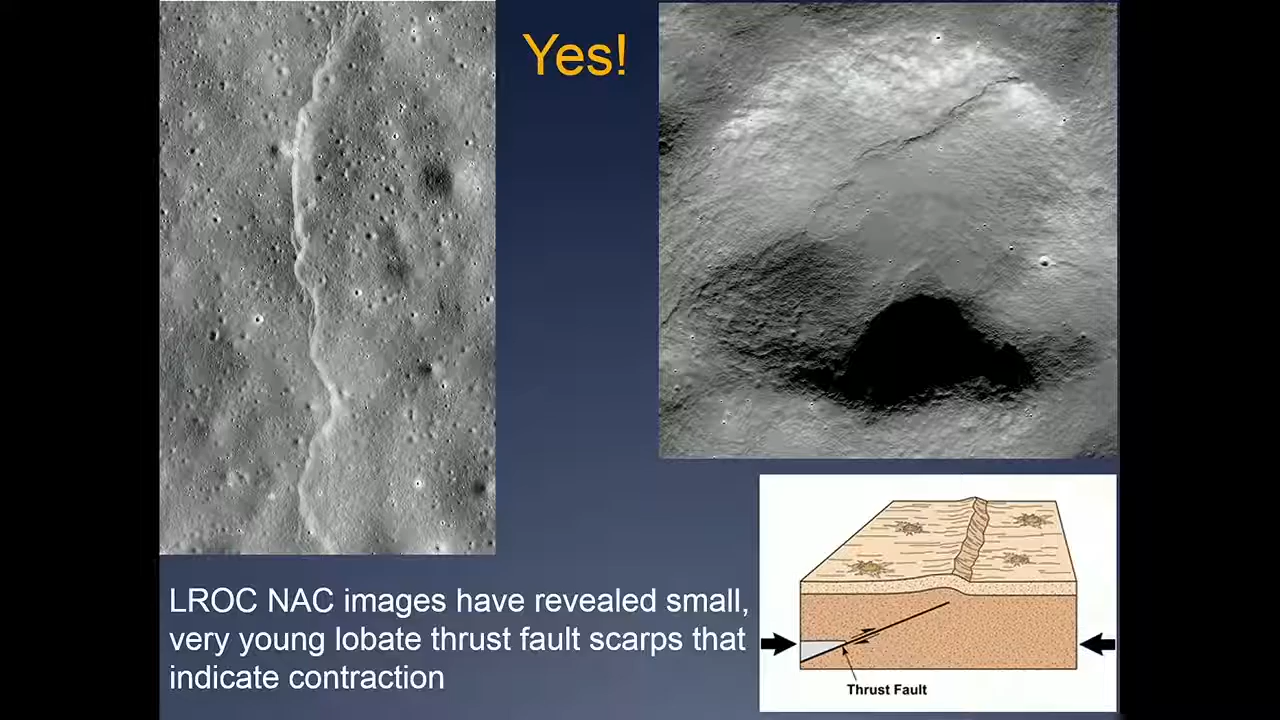 Yes!
LROC NAC images have revealed small,
very young lobate thrust fault scarps that
indicate contraction
Thrust Fault